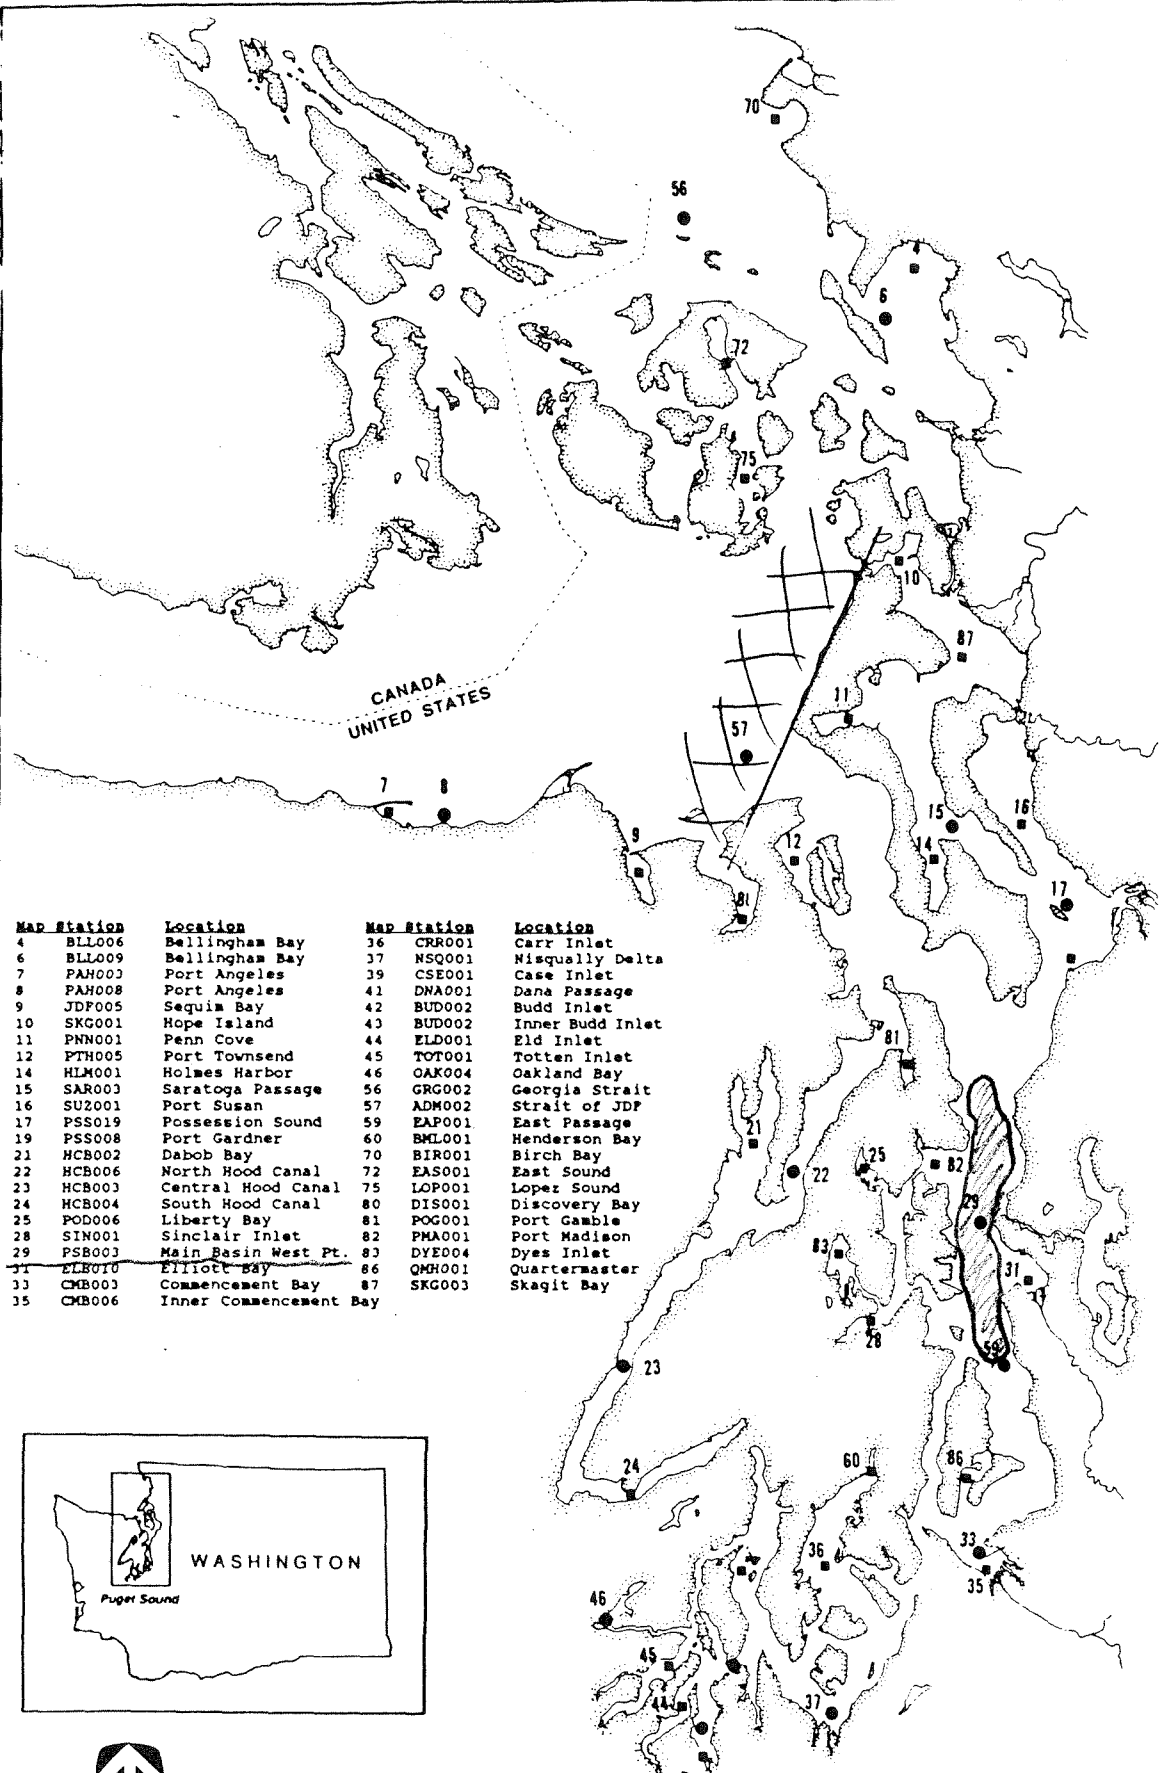 70
56
4
6
72
75
10
87
CANADA
UNITED STATES
11
57
7
8
15
16
9
12
14
17
Map Station Location Map Station Location
4 BLL006 Bellingham Bay 36 CRR001 Carr Inlet
6 BLL009 Bellingham Bay 37 NSQ001 Nisqually Delta
7 PAH003 Port Angeles 39 CSE001 Case Inlet
8 PAH008 Port Angeles 41 DNA001 Dana Passage
9 JDF005 Sequim Bay 42 BUD002 Budd Inlet
10 SKG001 Hope Island 43 BUD002 Inner Budd Inlet
11 PNN001 Penn Cove 44 ELD001 Eld Inlet
12 PTH005 Port Townsend 45 TOT001 Totten Inlet
14 HLM001 Holmes Harbor 46 OAK004 Oakland Bay
15 SAR003 Saratoga Passage 56 GRG002 Georgia Strait
16 SUZ001 Port Susan 57 ADM002 Strait of JDF
17 PSS019 Possession Sound 59 EAP001 East Passage
19 PSS008 Port Gardner 60 BML001 Henderson Bay
21 HCB002 Dabob Bay 70 BIR001 Birch Bay
22 HCB006 North Hood Canal 72 EAS001 East Sound
23 HCB003 Central Hood Canal 75 LOP001 Lopez Sound
24 HCB004 South Hood Canal 80 DIS001 Discovery Bay
25 POD006 Liberty Bay 81 POG001 Port Gamble
28 SIN001 Sinclair Inlet 82 PMA001 Port Madison
29 PSB003 Main Basin West Pt. 83 DYE004 Dyes Inlet
31 ELB010 Elliott Bay 86 QMH001 Quartermaster
33 CMB003 Commencement Bay 87 SKG003 Skagit Bay
35 CMB006 Inner Commencement Bay
81
21
22
25
82
29
83
31
28
59
23
24
60
86
WASHINGTON
Puget Sound
36
33
35
46
45
44
37